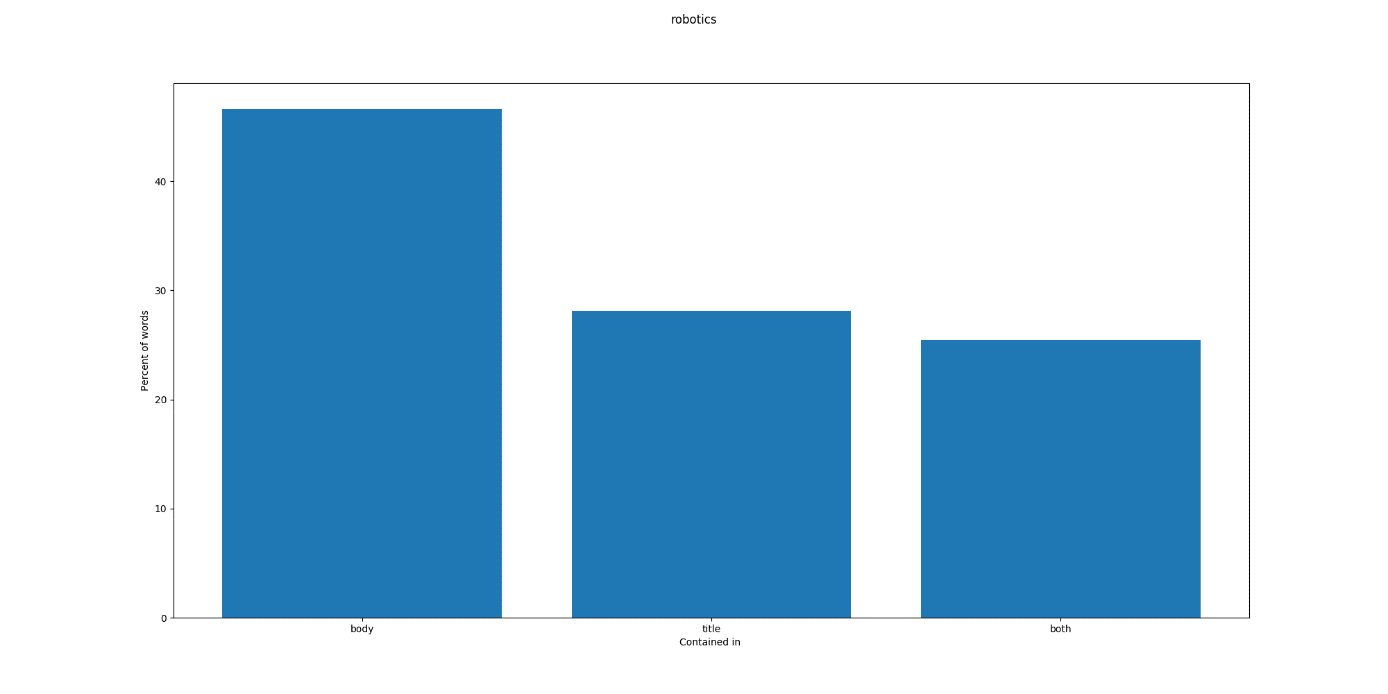 robotics
40
30
20
10
0
Percent of words
body
title
both
Contained in